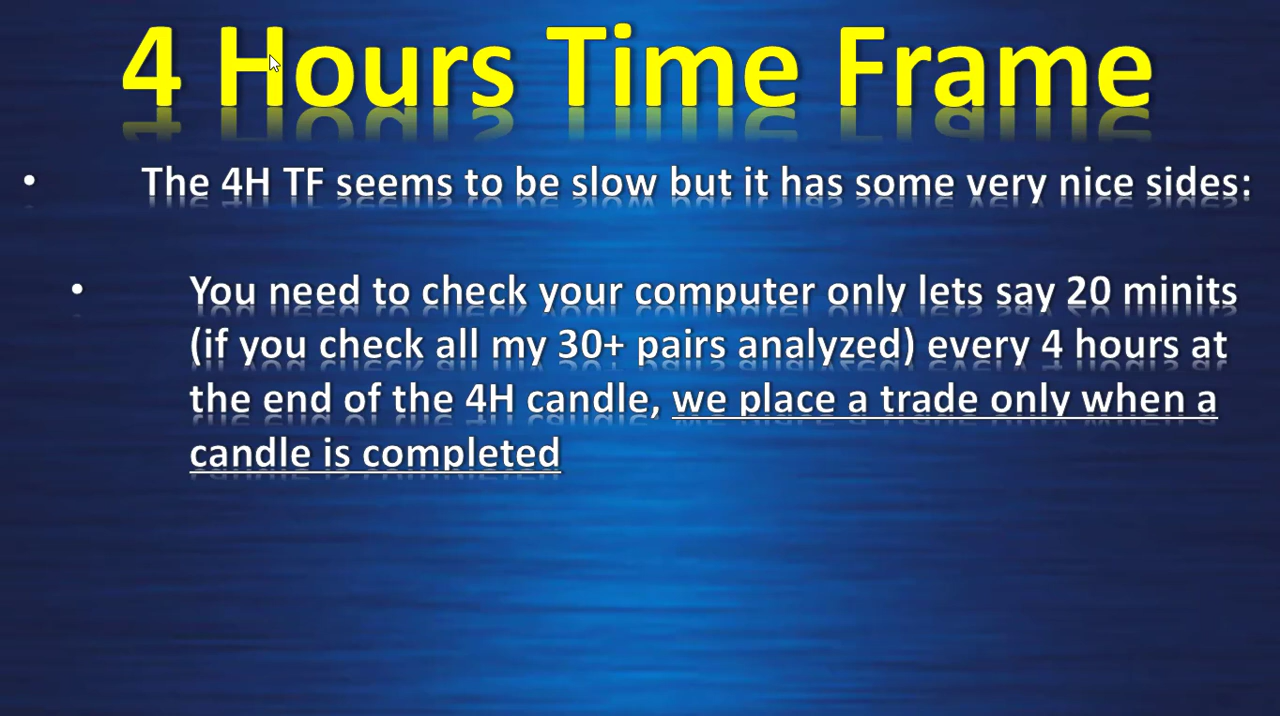 4 Hours Time Frame
• The 4H TF seems to be slow but it has some very nice sides:
• You need to check your computer only lets say 20 minits
(if you check all my 30+ pairs analyzed) every 4 hours at
the end of the 4H candle, we place a trade only when a
candle is completed